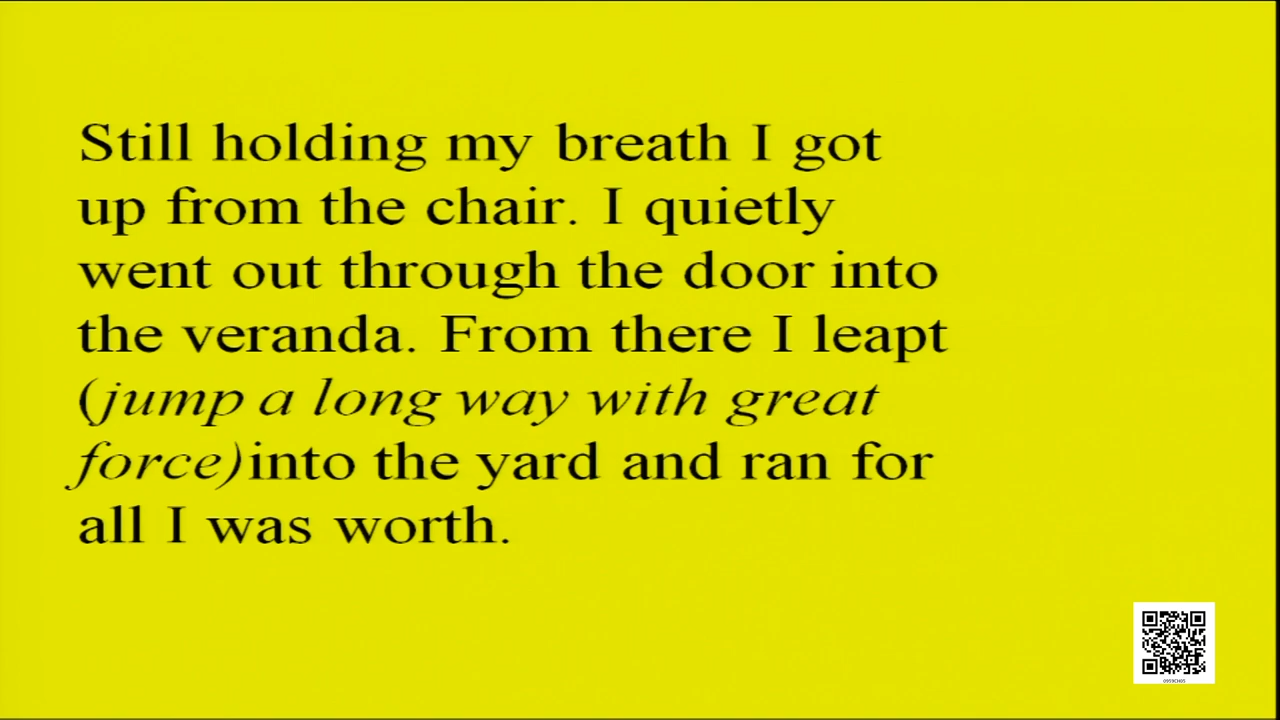 Still holding my breath I got
up from the chair. I quietly
went out through the door into
the veranda. From there I leapt
(jump a long way with great
force)into the yard and ran for
all I was worth.